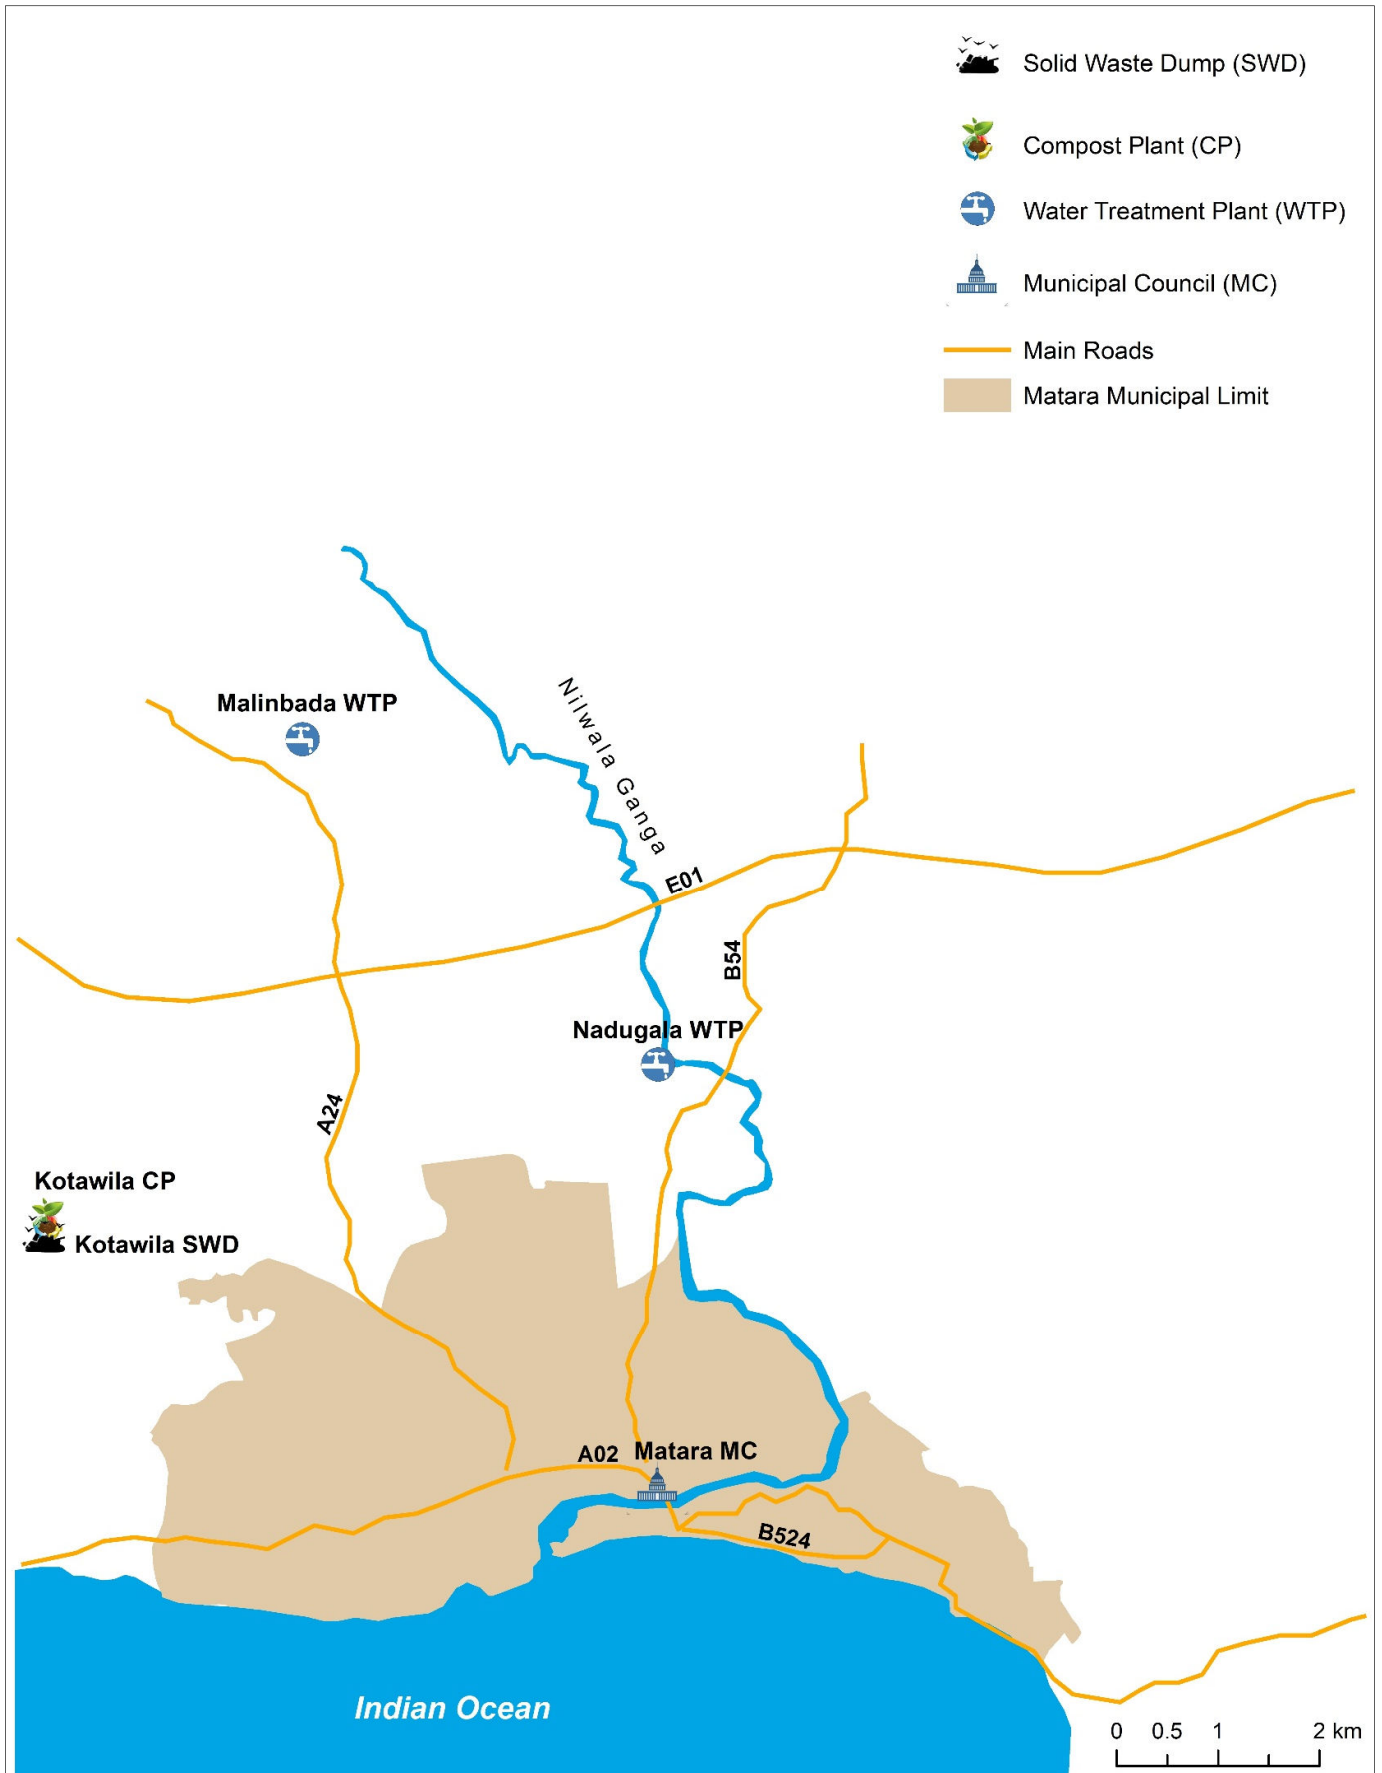 Solid Waste Dump (SWD)
Compost Plant (CP)
Water Treatment Plant (WTP)
Municipal Council (MC)
Main Roads
Matara Municipal Limit
Malinbada WTP
Nilwala Ganga
E01
B54
Nadugala WTP
A24
Kotawila CP
Kotawila SWD
A02 Matara MC
B524
Indian Ocean
0 0.5 1 2 km